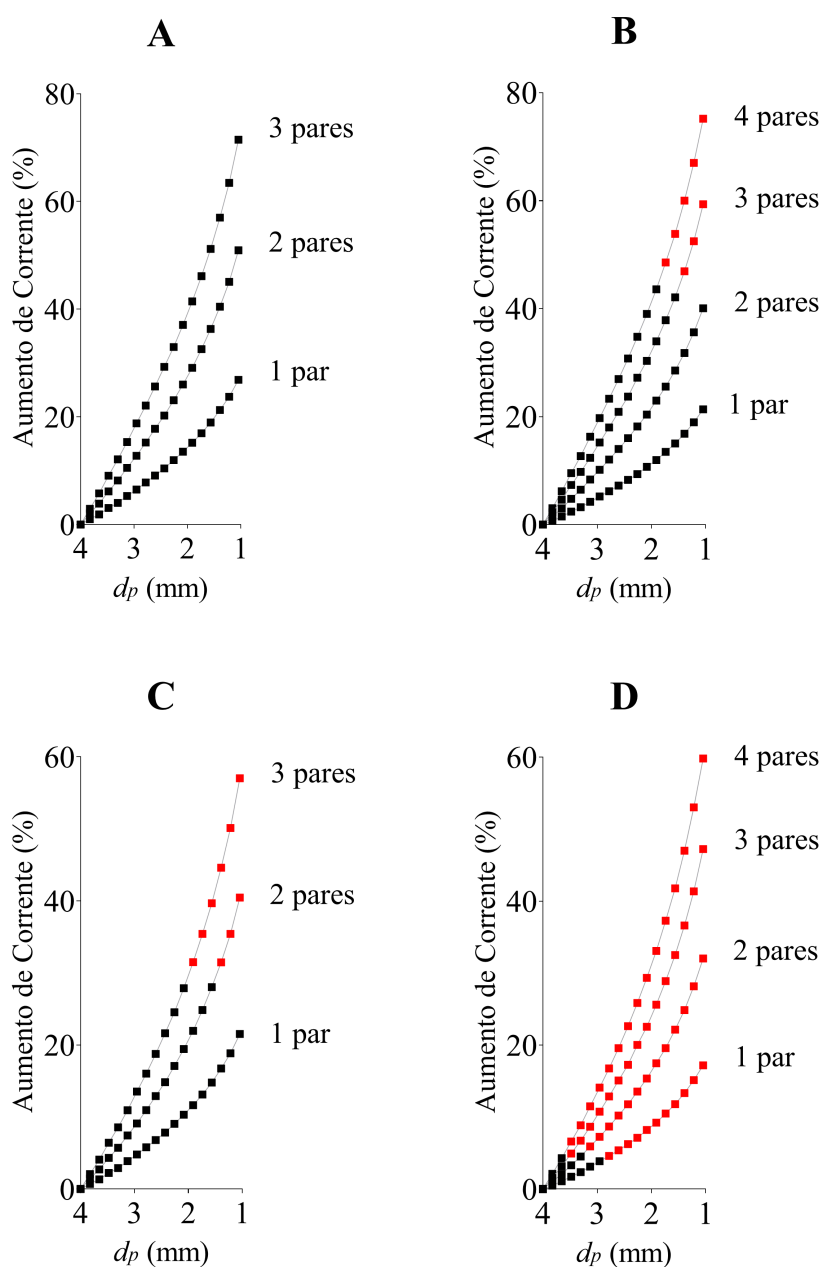 A
Aumento de Corrente (%)
80
60
40
20
0
3 pares
2 pares
1 par
4 3 2 1
dp (mm)
B
Aumento de Corrente (%)
80
60
40
20
0
4 pares
3 pares
2 pares
1 par
4 3 2 1
dp (mm)
C
Aumento de Corrente (%)
60
40
20
0
3 pares
2 pares
1 par
4 3 2 1
dp (mm)
D
Aumento de Corrente (%)
60
40
20
0
4 pares
3 pares
2 pares
1 par
4 3 2 1
dp (mm)